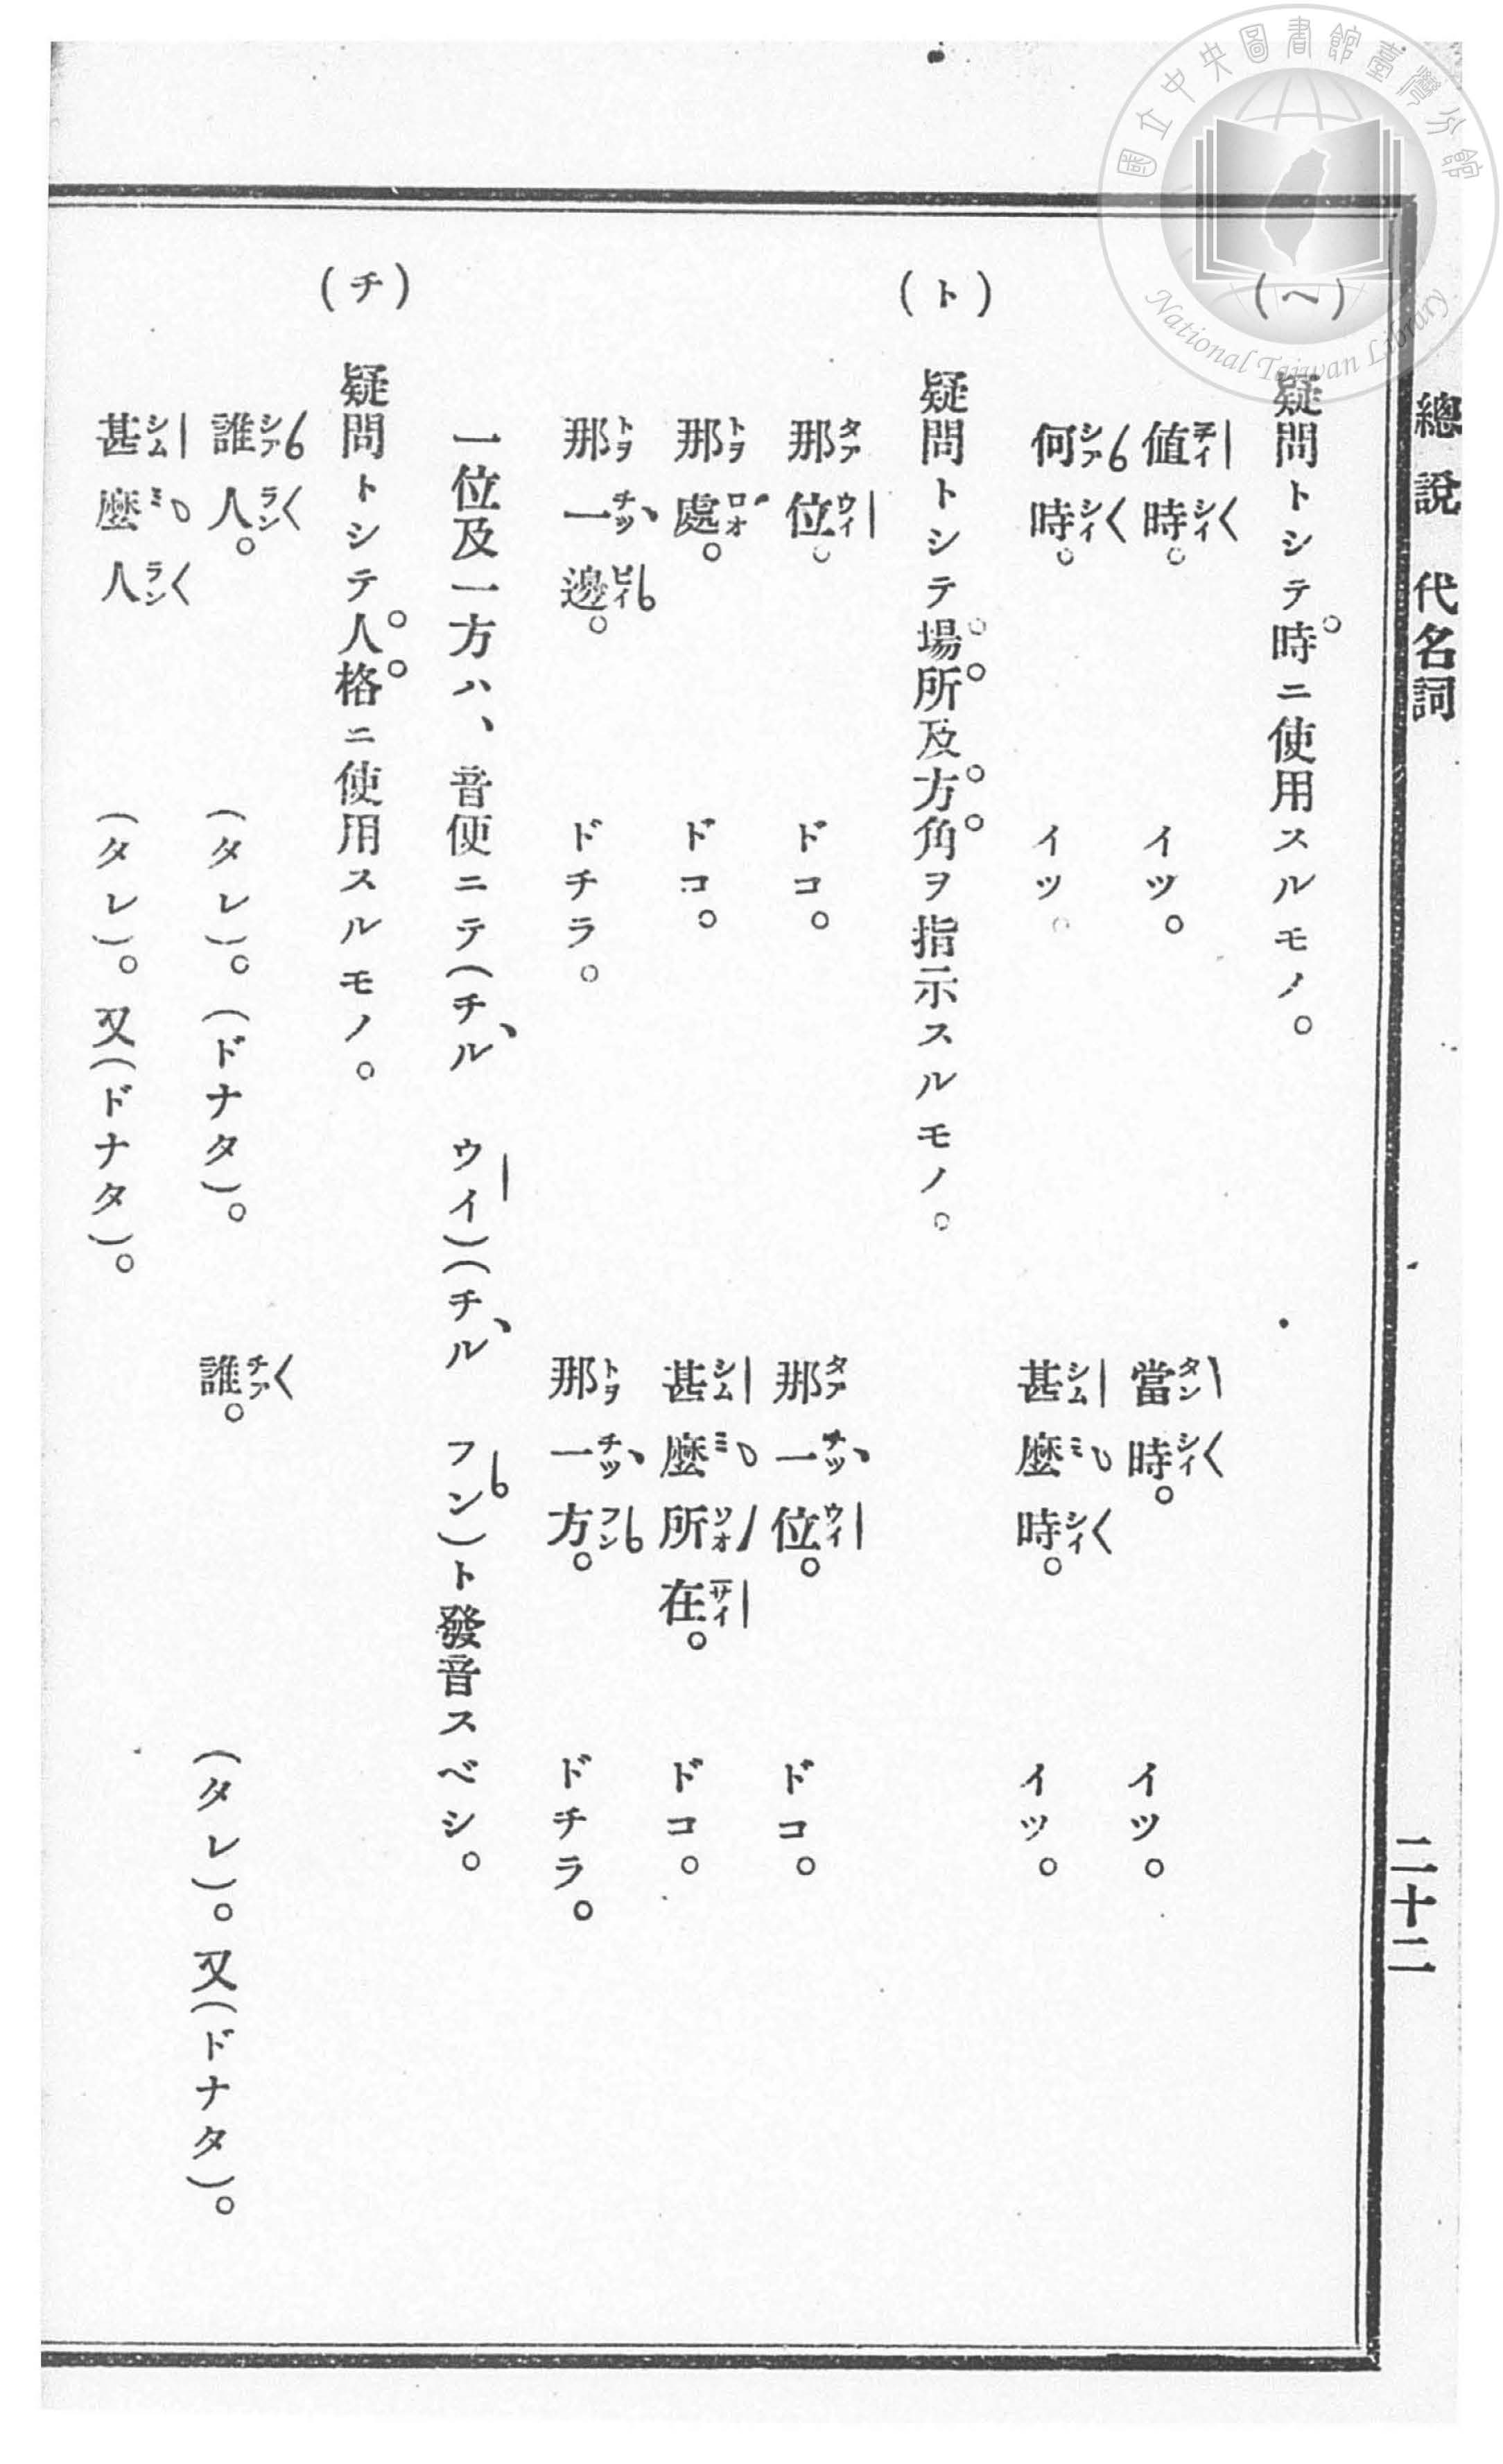 國立中央圖書館臺灣分館
National Taiwan Library
總說 代名詞
二十二
(ヘ) 疑問トシテ時ニ使用スルモノ。
値時。 イツ。 當時。 イツ。
チイ シイ タン シイ
何時。 イツ。 甚麼時。 イツ。
シア シイ シム ミ シイ
(ト) 疑問トシテ場所及方角ヲ指示スルモノ。
那位。 ドコ。 那一位。 ドコ。
タア ウイ タア チツ ウイ
那處。 ドコ。 甚麼所在。 ドコ。
トヲ ロオ シム ミ ソオ サイ
那一邊。 ドチラ。 那一方。 ドチラ。
トヲ チツ ピイ トヲ チツ フン
一位及一方ハ、音便ニテ(チル ウイ)(チル フン)ト發音スベシ。
(チ) 疑問トシテ人格ニ使用スルモノ。
誰人。 (タレ)。(ドナタ)。 誰。 (タレ)。又(ドナタ)。
シア ラン チア
甚麼人 (タレ)。又(ドナタ)。
シム ミ ラン